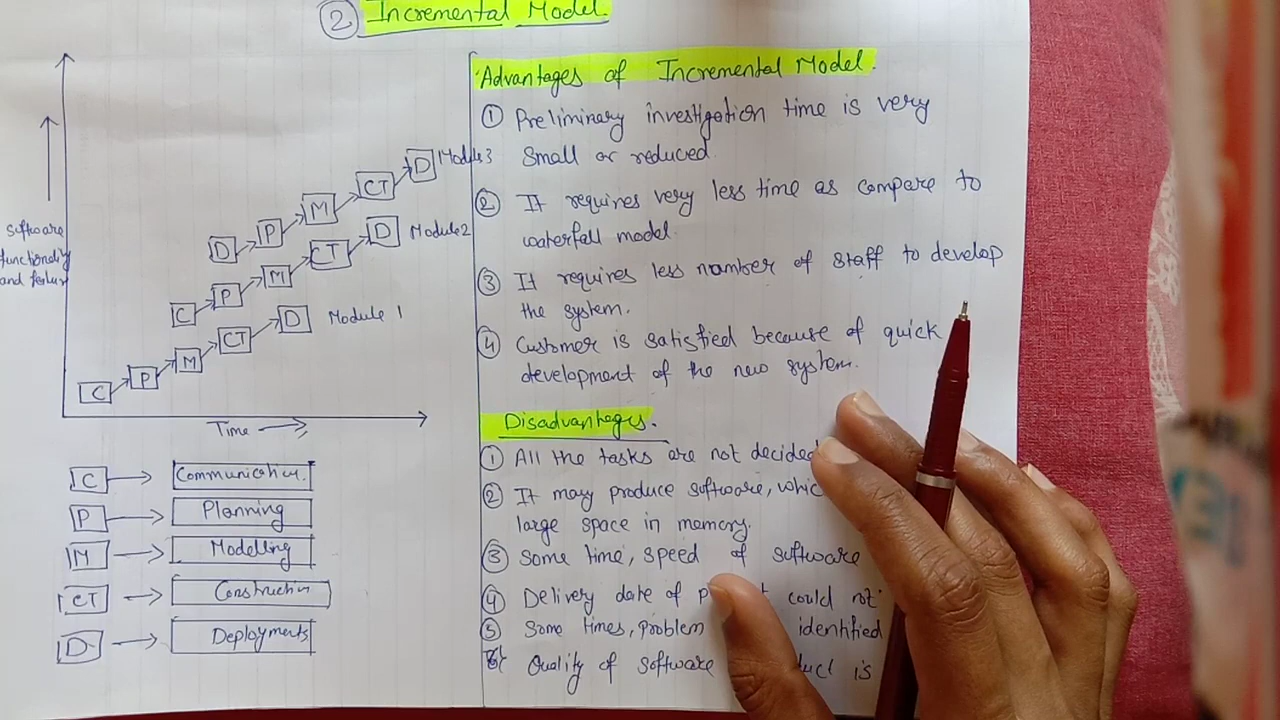 ② Incremental Model.
software
functionality
and featur
C P M CT D Module 1
C P M CT D Module2
D P M CT D Module 3
Time
C Communication.
P Planning
M Modelling
CT Construction
D Deployments
Advantages of Incremental Model.
① Preliminary investigation time is very
small or reduced.
② It requires very less time as compare to
waterfall model.
③ It requires less number of staff to develop
the system.
④ Customer is satisfied because of quick
development of the new system.
Disadvantages.
① All the tasks are not decided
② It may produce software,
large space in memory.
③ Some time, speed of software
④ Delivery date of could not
⑤ Some times, problem identified
6 Quality of software is